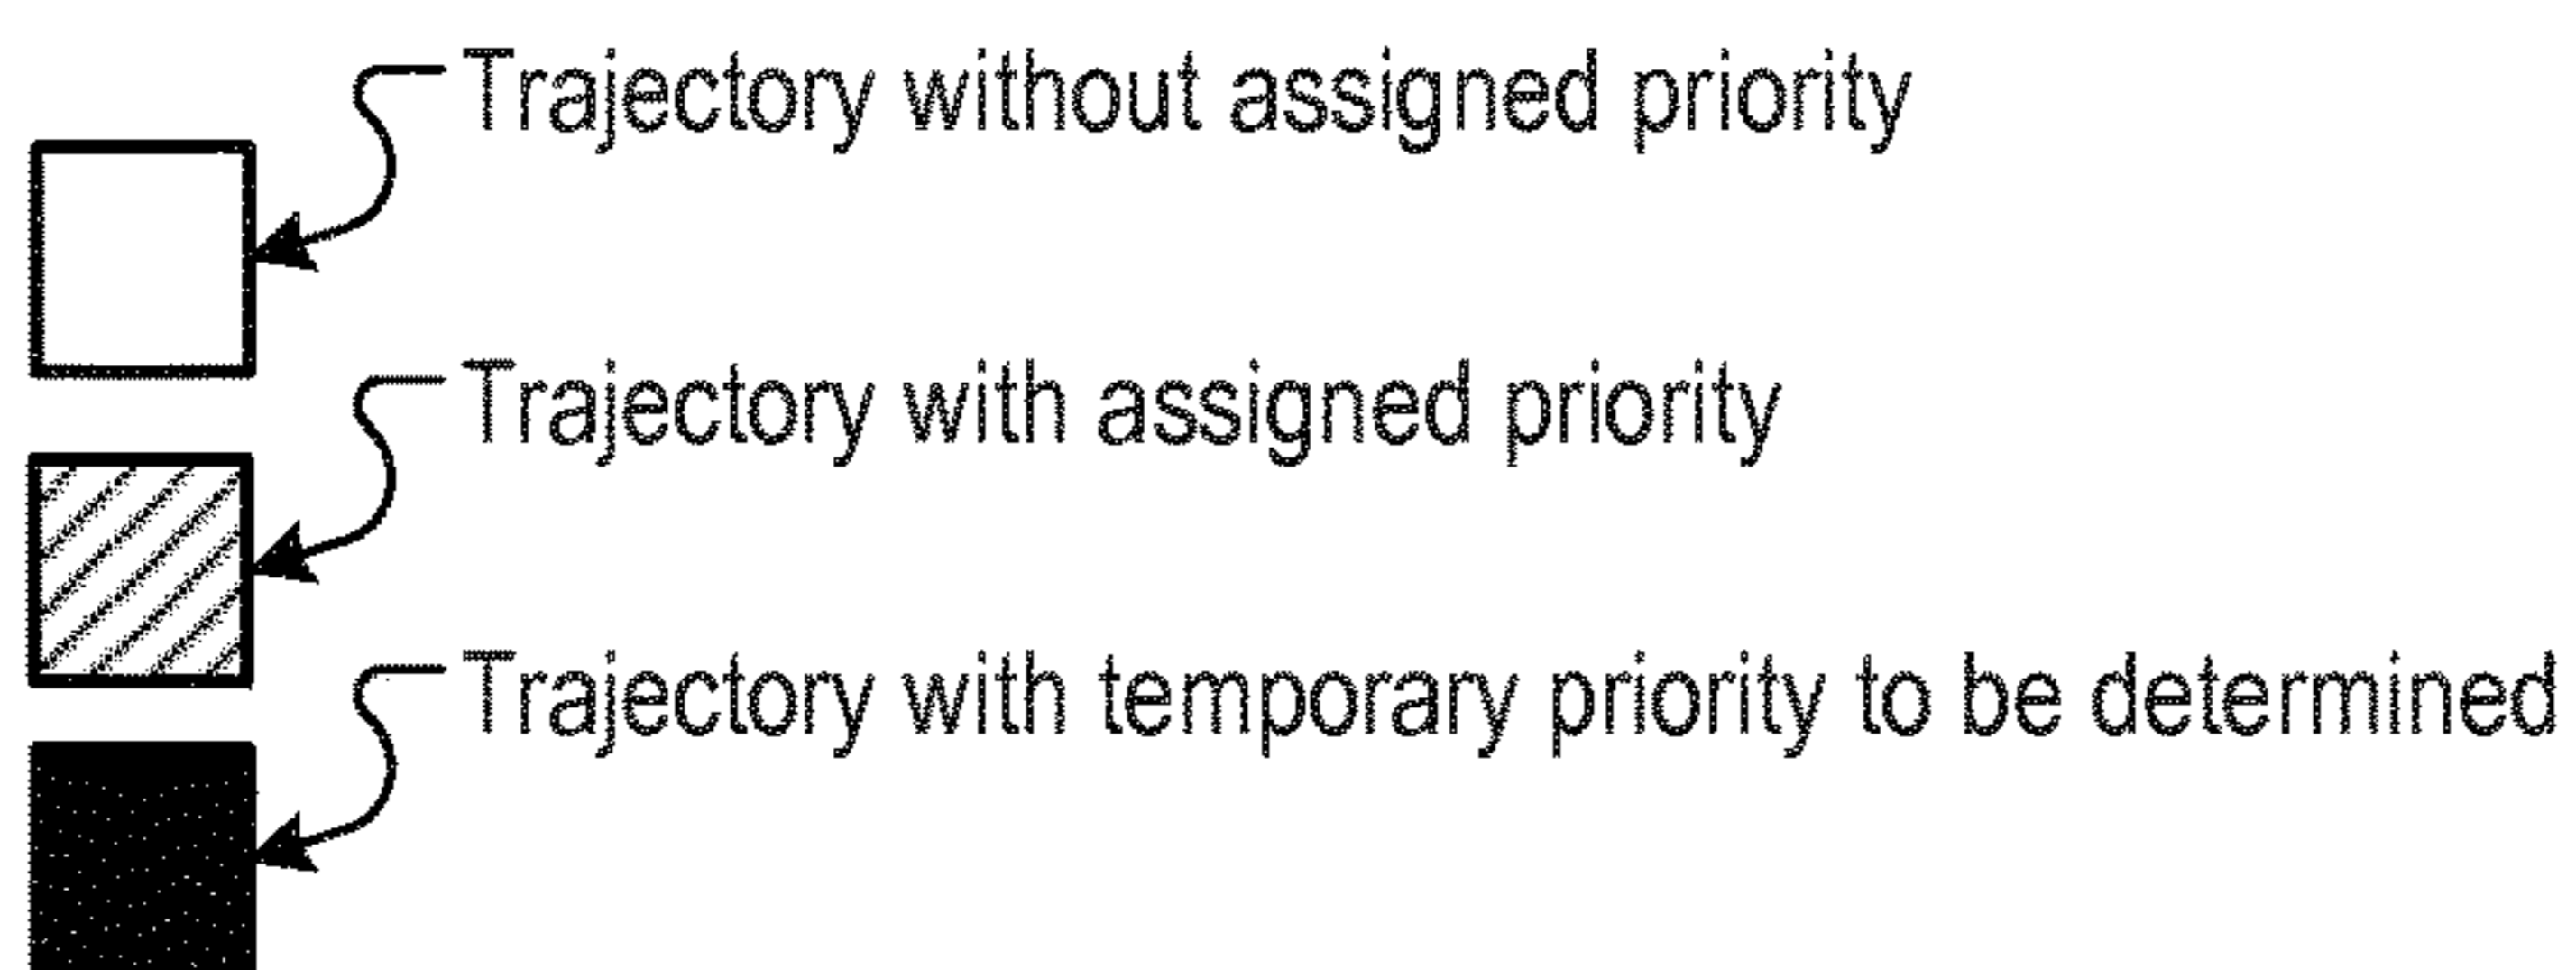 Trajectory without assigned priority
Trajectory with assigned priority
Trajectory with temporary priority to be determined